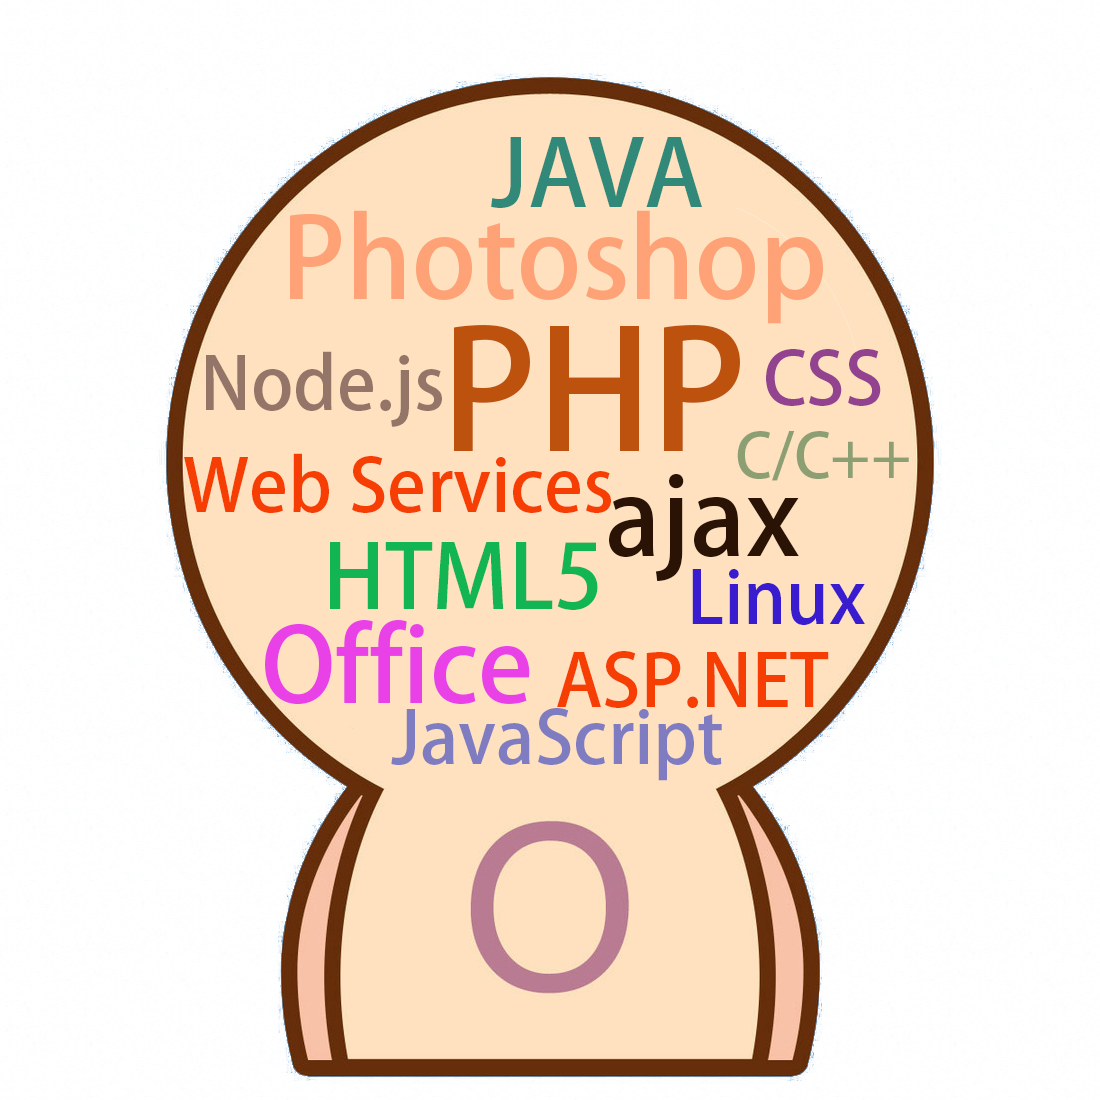 JAVA
Photoshop
Node.js PHP CSS
C/C++
Web Services ajax
HTML5 Linux
Office ASP.NET
JavaScript
O